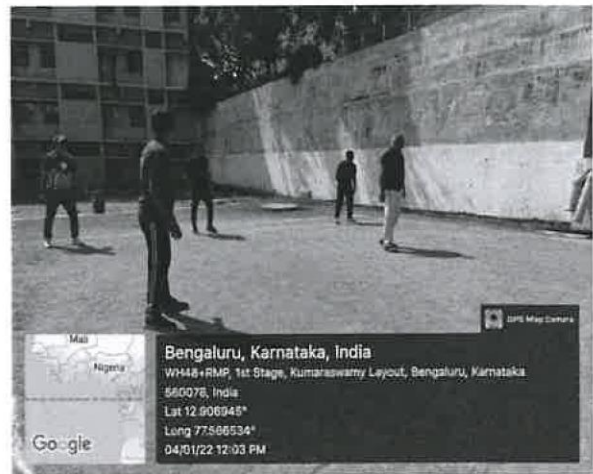 GPS Map Camera
Mali
Nigeria
Google
Bengaluru, Karnataka, India
WH48+RMP, 1st Stage, Kumaraswamy Layout, Bengaluru, Karnataka
560078, India
Lat 12.906945°
Long 77.566534°
04/01/22 12:03 PM